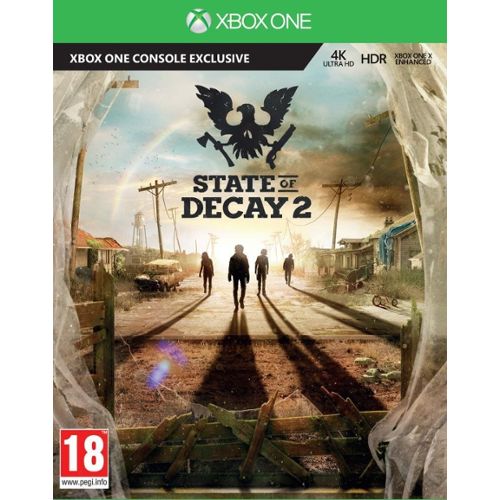 XBOX ONE
XBOX ONE CONSOLE EXCLUSIVE
4K
ULTRA HD
HDR
XBOX ONE X
ENHANCED
STATE OF
DECAY 2
18
www.pegi.info